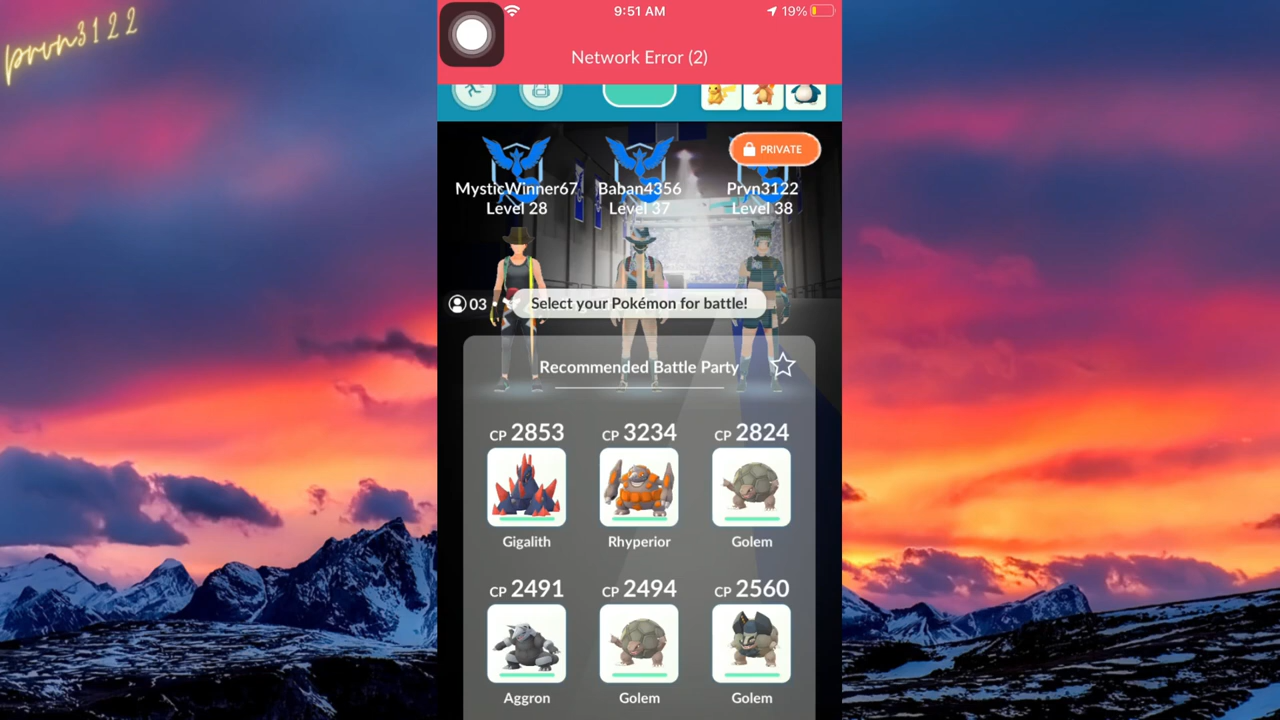 prvn3122
9:51 AM
19%
Network Error (2)
PRIVATE
MysticWinner67 Baban4356 Prvn3122
Level 28 Level 37 Level 38
03
Select your Pokémon for battle!
Recommended Battle Party
CP 2853 CP 3234 CP 2824
Gigalith Rhyperior Golem
CP 2491 CP 2494 CP 2560
Aggron Golem Golem